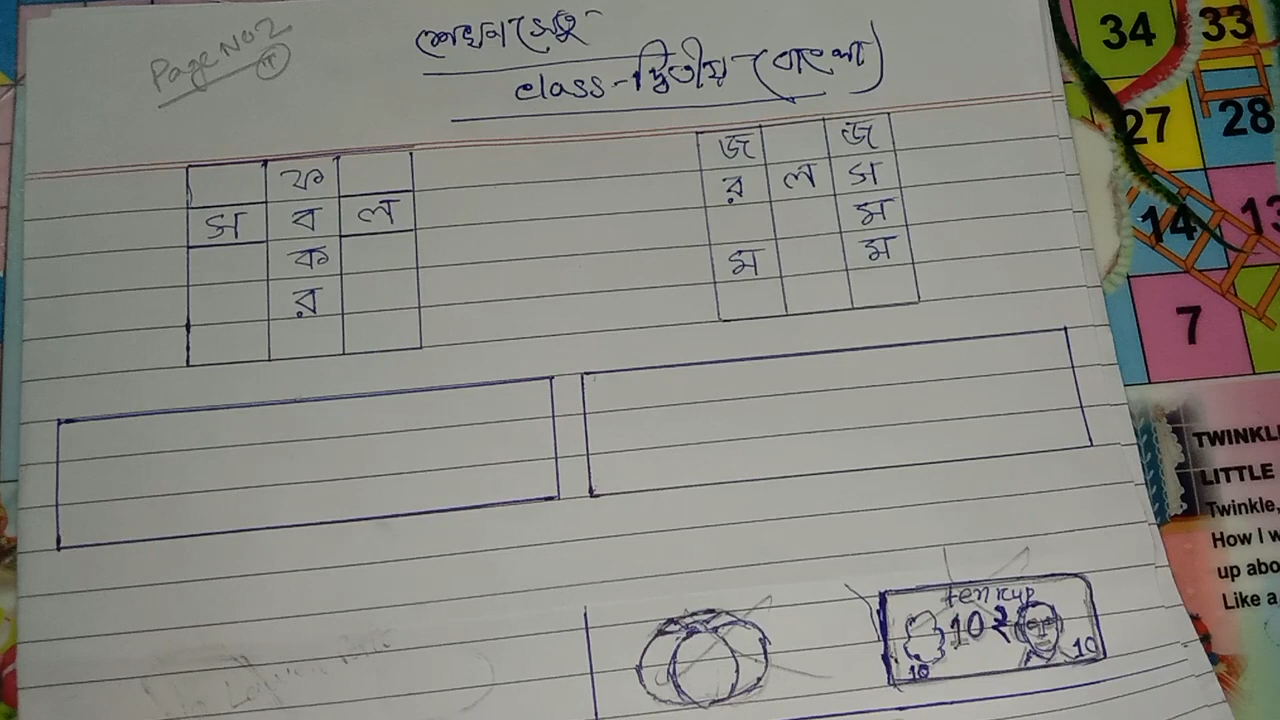 Page No 2
শেখন সেতু
class - দ্বিতীয় - (বাংলা)
ফ
স ব ল
ক
র
জ জ
র ল স
ম
ম ম
ten rup
10 ₹
10 10
34 33
27 28
14 13
7
TWINKL
LITTLE
Twinkle,
How I w
up abo
Like a